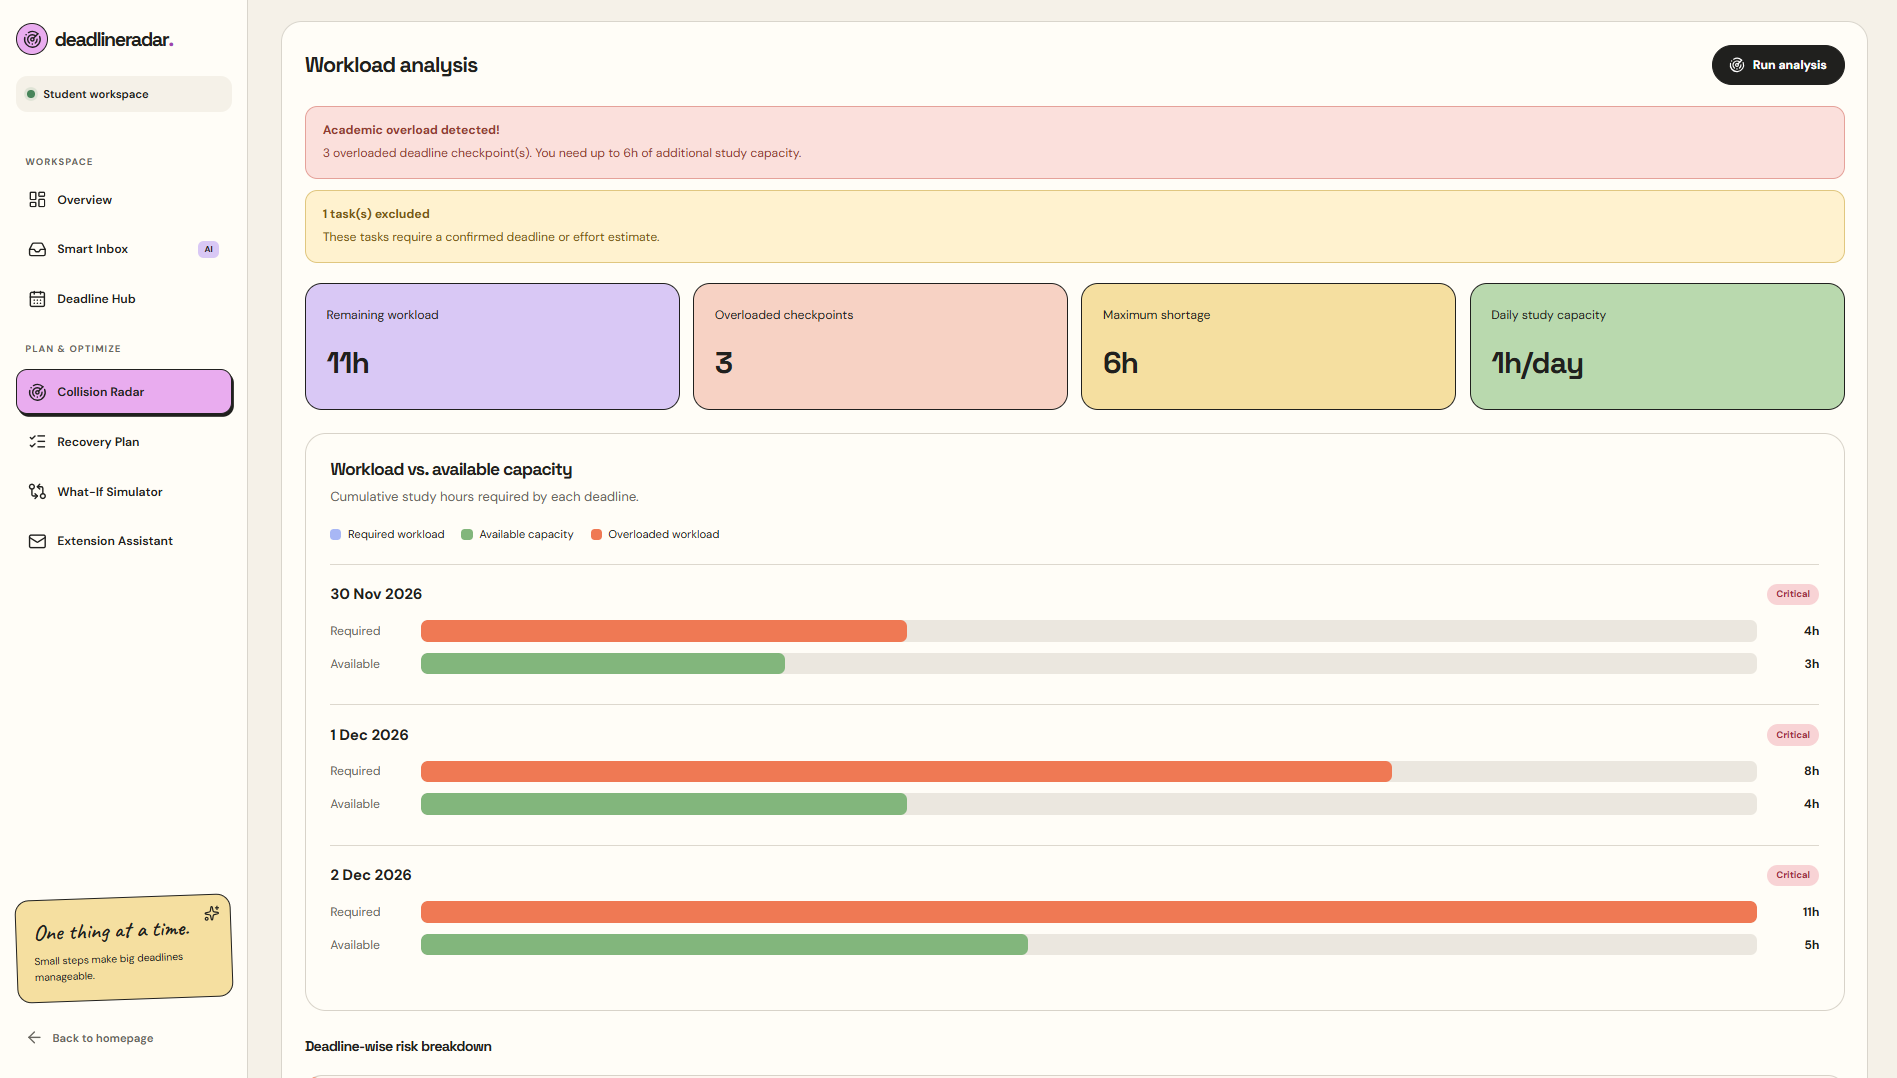 deadlineradar.
Student workspace
WORKSPACE
Overview
Smart Inbox
AI
Deadline Hub
PLAN & OPTIMIZE
Collision Radar
Recovery Plan
What-If Simulator
Extension Assistant
One thing at a time.
Small steps make big deadlines
manageable.
Back to homepage
Workload analysis
Run analysis
Academic overload detected!
3 overloaded deadline checkpoint(s). You need up to 6h of additional study capacity.
1 task(s) excluded
These tasks require a confirmed deadline or effort estimate.
Remaining workload
11h
Overloaded checkpoints
3
Maximum shortage
6h
Daily study capacity
1h/day
Workload vs. available capacity
Cumulative study hours required by each deadline.
Required workload
Available capacity
Overloaded workload
30 Nov 2026
Critical
Required
4h
Available
3h
1 Dec 2026
Critical
Required
8h
Available
4h
2 Dec 2026
Critical
Required
11h
Available
5h
Deadline-wise risk breakdown